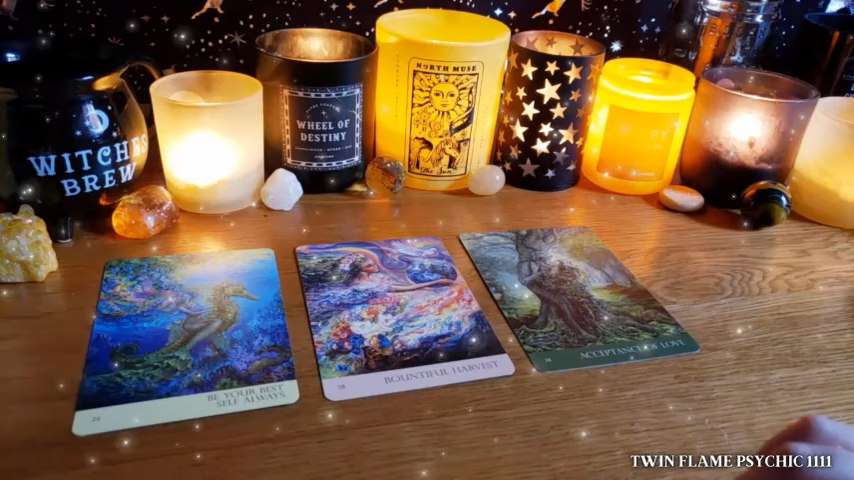 WITCHES
BREW
WHEEL OF
DESTINY
NORTH MUSE
The Sun
24
BE YOUR BEST
SELF ALWAYS
BOUNTIFUL HARVEST
ACCEPTANCE OF LOVE
TWIN FLAME PSYCHIC 1111